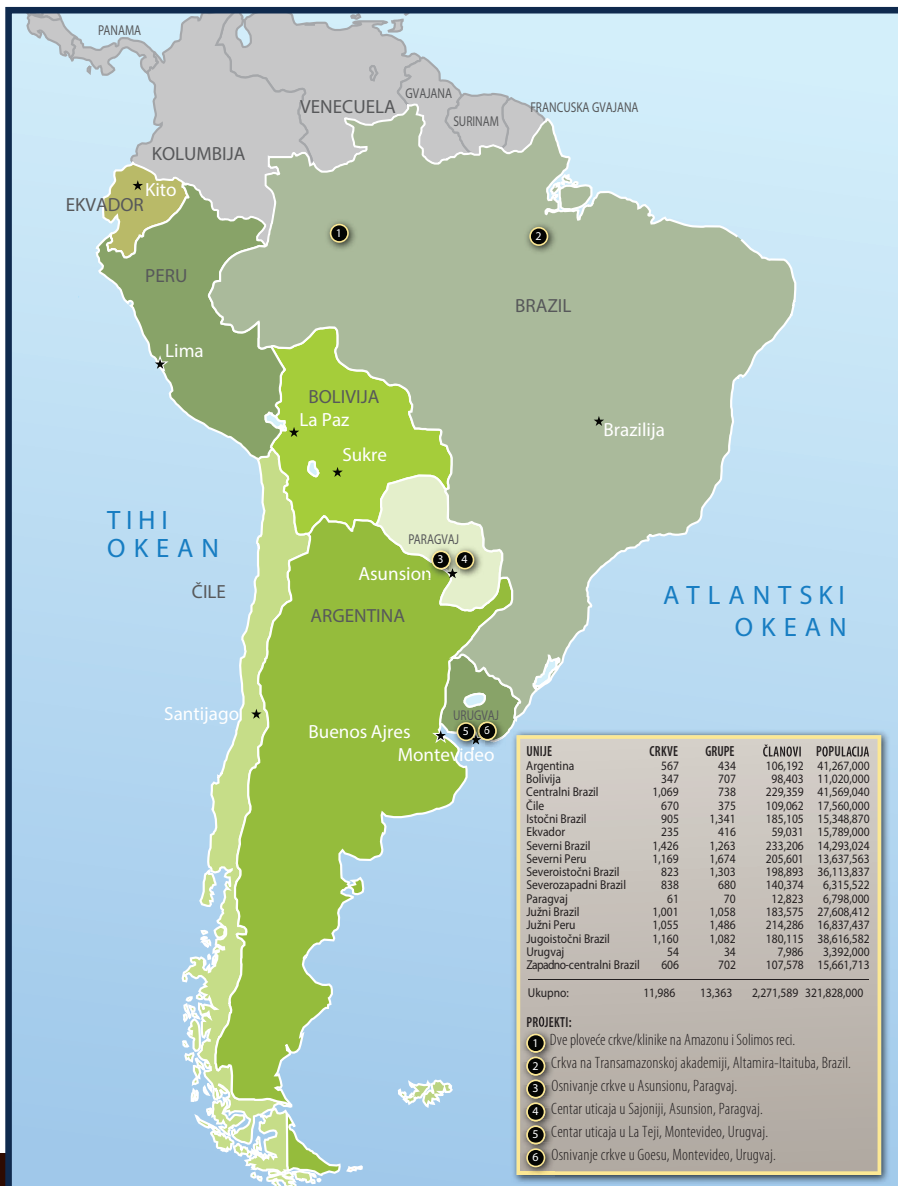 PANAMA
VENECUELA
GVAJANA
SURINAM
FRANCUSKA GVAJANA
KOLUMBIJA
Kito
EKVADOR
1
2
PERU
BRAZIL
Lima
BOLIVIJA
La Paz
Brazilija
Sukre
TIHI
OKEAN
PARAGVAJ
3 4
Asunsion
ČILE
ARGENTINA
ATLANTSKI
OKEAN
Santijago
URUGVAJ
5 6
Buenos Ajres
Montevideo
UNIJE CRKVE GRUPE ČLANOVI POPULACIJA
Argentina 567 434 106,192 41,267,000
Bolivija 347 707 98,403 11,020,000
Centralni Brazil 1,069 738 229,359 41,569,040
Čile 670 375 109,062 17,560,000
Istočni Brazil 905 1,341 185,105 15,348,870
Ekvador 235 416 59,031 15,789,000
Severni Brazil 1,426 1,263 233,206 14,293,024
Severni Peru 1,169 1,674 205,601 13,637,563
Severoistočni Brazil 823 1,303 198,893 36,113,837
Severozapadni Brazil 838 680 140,374 6,315,522
Paragvaj 61 70 12,823 6,798,000
Južni Brazil 1,001 1,058 183,575 27,608,412
Južni Peru 1,055 1,486 214,286 16,837,437
Jugoistočni Brazil 1,160 1,082 180,115 38,616,582
Urugvaj 54 34 7,986 3,392,000
Zapadno-centralni Brazil 606 702 107,578 15,661,713
Ukupno: 11,986 13,363 2,271,589 321,828,000
PROJEKTI:
1 Dve ploveće crkve/klinike na Amazonu i Solimos reci.
2 Crkva na Transamazonskoj akademiji, Altamira-Itaituba, Brazil.
3 Osnivanje crkve u Asunsionu, Paragvaj.
4 Centar uticaja u Sajoniji, Asunsion, Paragvaj.
5 Centar uticaja u La Teji, Montevideo, Urugvaj.
6 Osnivanje crkve u Goesu, Montevideo, Urugvaj.